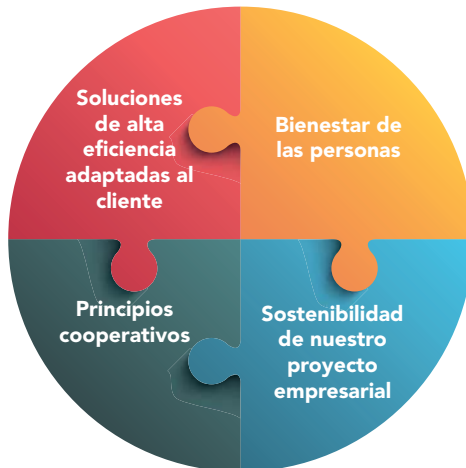 Soluciones
de alta
eficiencia
adaptadas al
cliente
Bienestar de
las personas
Principios
cooperativos
Sostenibilidad
de nuestro
proyecto
empresarial